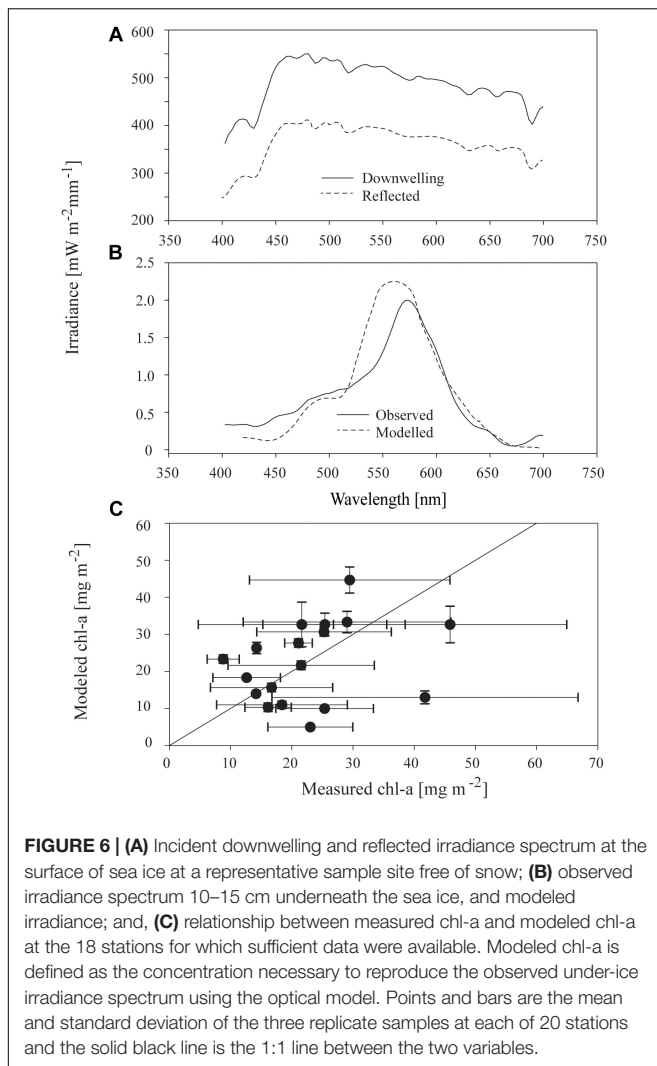 A
600
500
400
300
200
Downwelling
Reflected
350 400 450 500 550 600 650 700 750
Irradiance [mW m-2mm-1]
B
2.5
2.0
1.5
1.0
0.5
0
Observed
Modelled
350 400 450 500 550 600 650 700 750
Wavelength [nm]
C
60
50
40
30
20
10
0
Modeled chl-a [mg m-2]
0 10 20 30 40 50 60 70
Measured chl-a [mg m-2]
FIGURE 6 | (A) Incident downwelling and reflected irradiance spectrum at the
surface of sea ice at a representative sample site free of snow; (B) observed
irradiance spectrum 10–15 cm underneath the sea ice, and modeled
irradiance; and, (C) relationship between measured chl-a and modeled chl-a
at the 18 stations for which sufficient data were available. Modeled chl-a is
defined as the concentration necessary to reproduce the observed under-ice
irradiance spectrum using the optical model. Points and bars are the mean
and standard deviation of the three replicate samples at each of 20 stations
and the solid black line is the 1:1 line between the two variables.